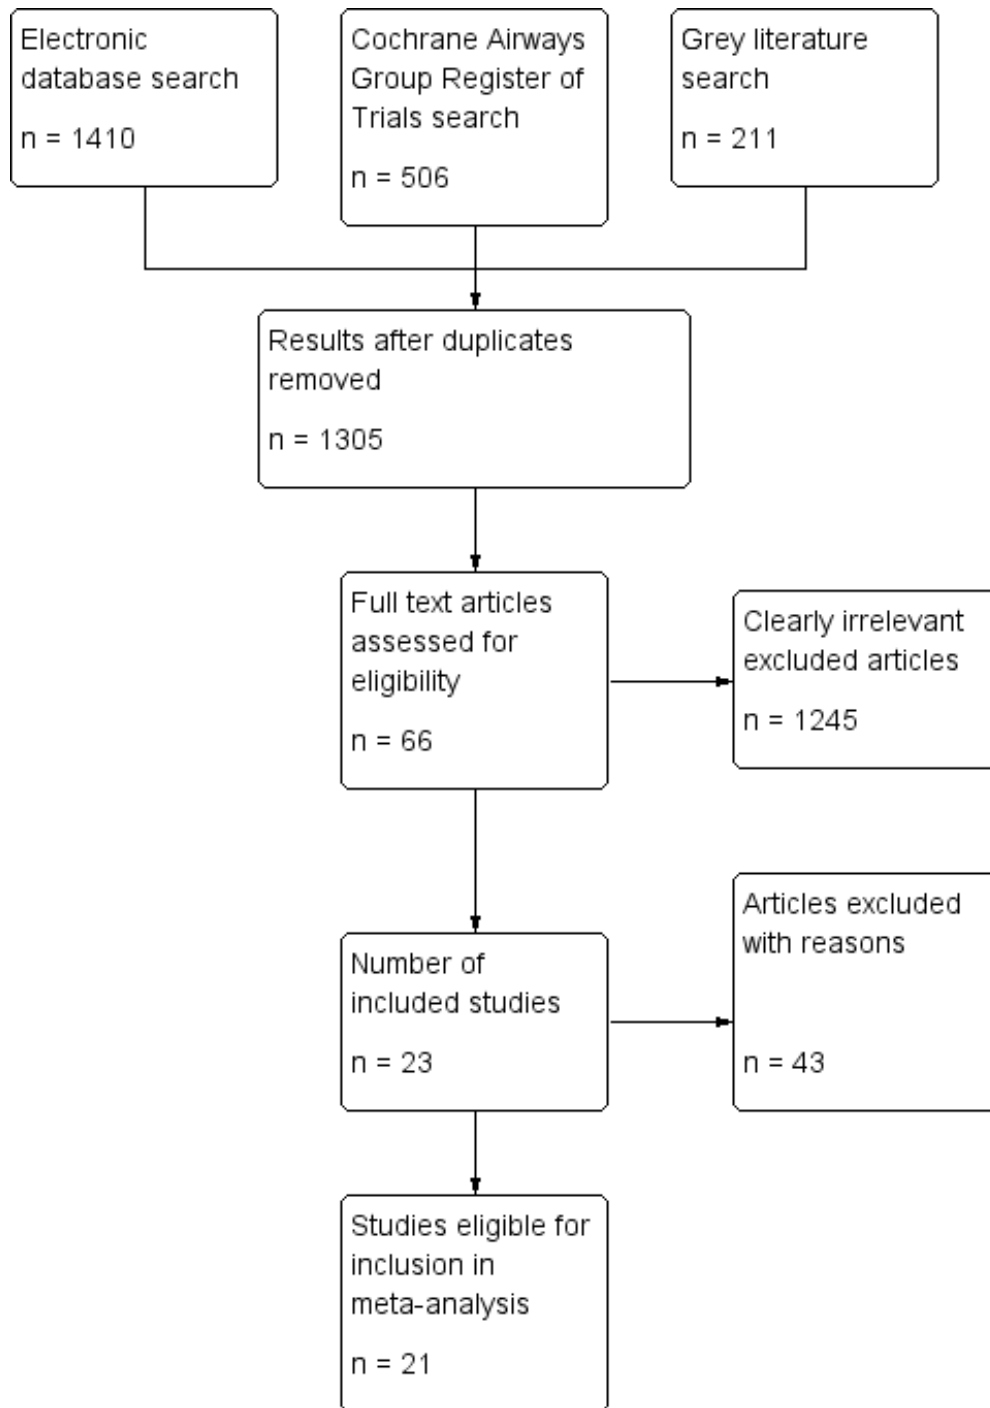 Electronic
database search
n = 1410
Cochrane Airways
Group Register of
Trials search
n = 506
Grey literature
search
n = 211
Results after duplicates
removed
n = 1305
Full text articles
assessed for
eligibility
n = 66
Clearly irrelevant
excluded articles
n = 1245
Number of
included studies
n = 23
Articles excluded
with reasons
n = 43
Studies eligible for
inclusion in
meta-analysis
n = 21